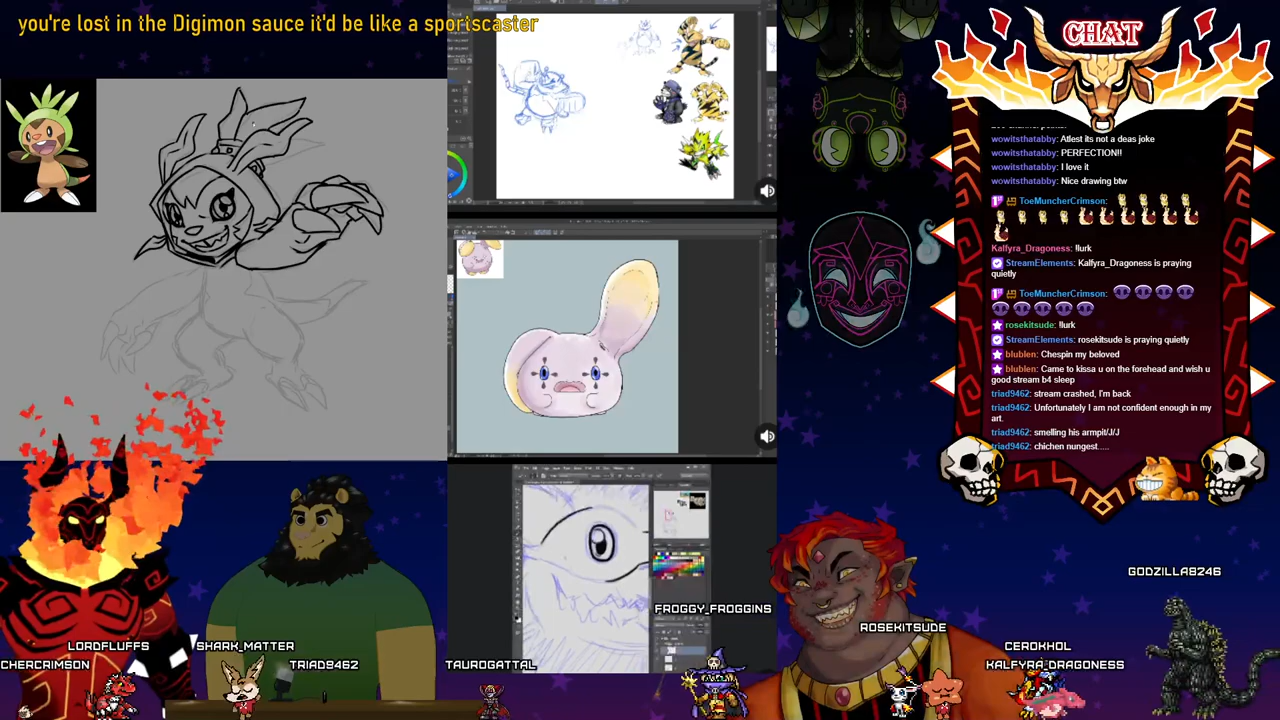 you're lost in the Digimon sauce it'd be like a sportscaster
CHAT
wowitsthatabby: Atlest its not a deas joke
wowitsthatabby: PERFECTION!!
wowitsthatabby: I love it
wowitsthatabby: Nice drawing btw
ToeMuncherCrimson:
Kalfyra_Dragoness: !lurk
StreamElements: Kalfyra_Dragoness is praying
quietly
ToeMuncherCrimson:
rosekitsude: !lurk
StreamElements: rosekitsude is praying quietly
blublen: Chespin my beloved
blublen: Came to kissa u on the forehead and wish u
good stream b4 sleep
triad9462: stream crashed, I'm back
triad9462: Unfortunately I am not confident enough in my
art.
triad9462: smelling his armpit/J/J
triad9462: chichen nungest.....
GODZILLA8246
FROGGY_FROGGINS
ROSEKITSUDE
LORDFLUFFS
SHARK_MATTER
CEROKHOL
CHERCRIMSON
TRIAD9462
TAUROGATTAL
KALFYRA_DRAGONESS